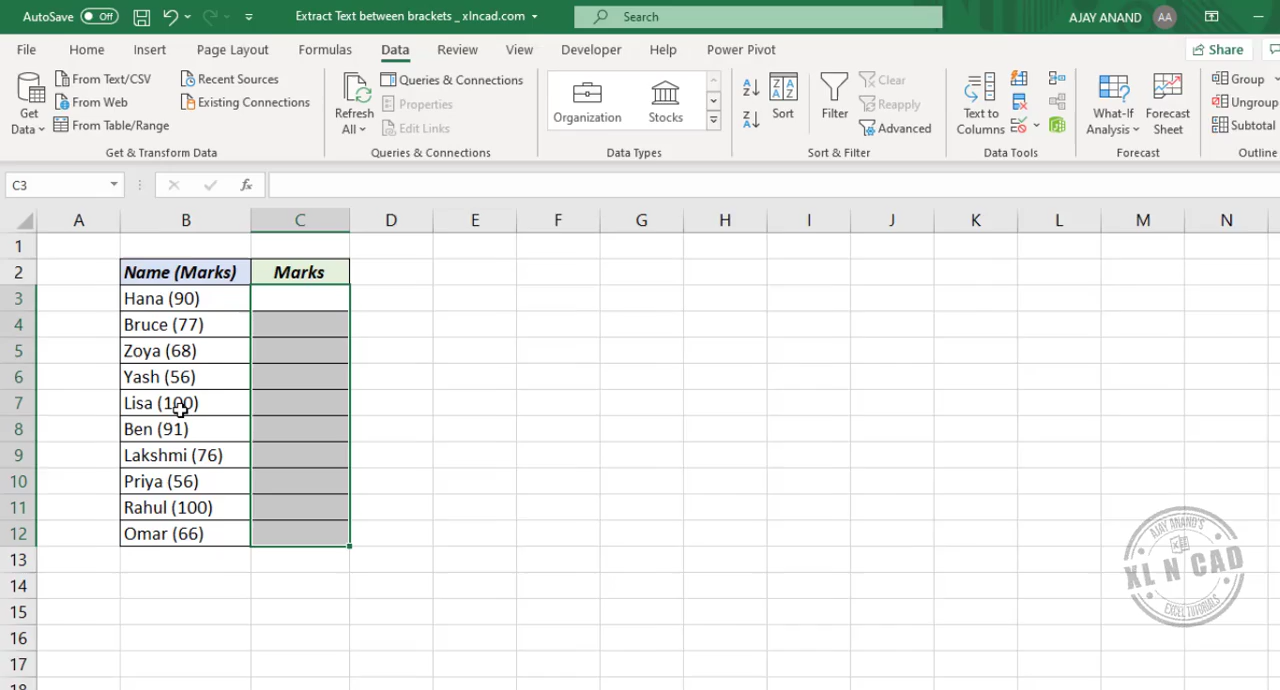 AutoSave Off Extract Text between brackets _ xlncad.com Search AJAY ANAND AA
File Home Insert Page Layout Formulas Data Review View Developer Help Power Pivot Share
Get Data
From Text/CSV
From Web
From Table/Range
Recent Sources
Existing Connections
Get & Transform Data
Refresh All
Queries & Connections
Properties
Edit Links
Queries & Connections
Organization Stocks
Data Types
Sort
Filter
Clear
Reapply
Advanced
Sort & Filter
Text to Columns
Data Tools
What-If Analysis
Forecast Sheet
Forecast
Group
Ungroup
Subtotal
Outline
C3 fx
A B C D E F G H I J K L M N
1
2 Name (Marks) Marks
3 Hana (90)
4 Bruce (77)
5 Zoya (68)
6 Yash (56)
7 Lisa (100)
8 Ben (91)
9 Lakshmi (76)
10 Priya (56)
11 Rahul (100)
12 Omar (66)
13
14
15
16
17
18
AJAY ANAND'S
XL N CAD
EXCEL TUTORIALS